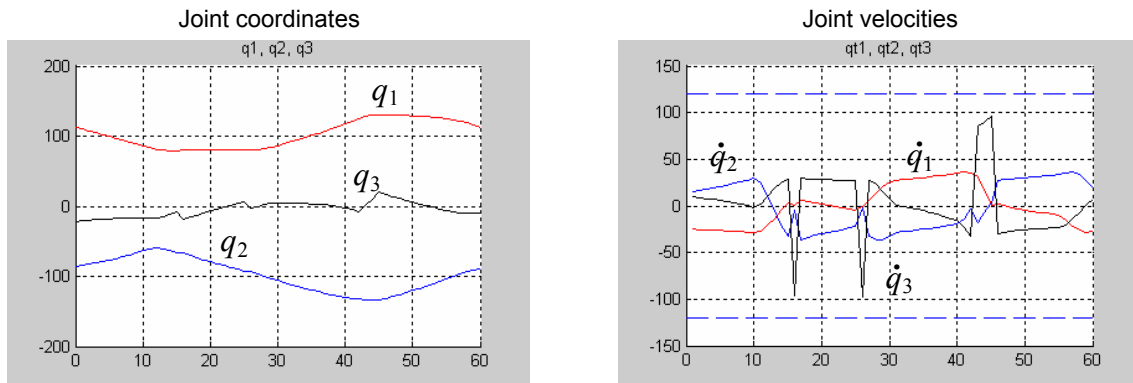 Joint coordinates
q1, q2, q3
200
100
0
-100
-200
0 10 20 30 40 50 60
q₁
q₃
q₂
Joint velocities
qt1, qt2, qt3
150
100
50
0
-50
-100
-150
0 10 20 30 40 50 60
q̇₂
q̇₁
q̇₃